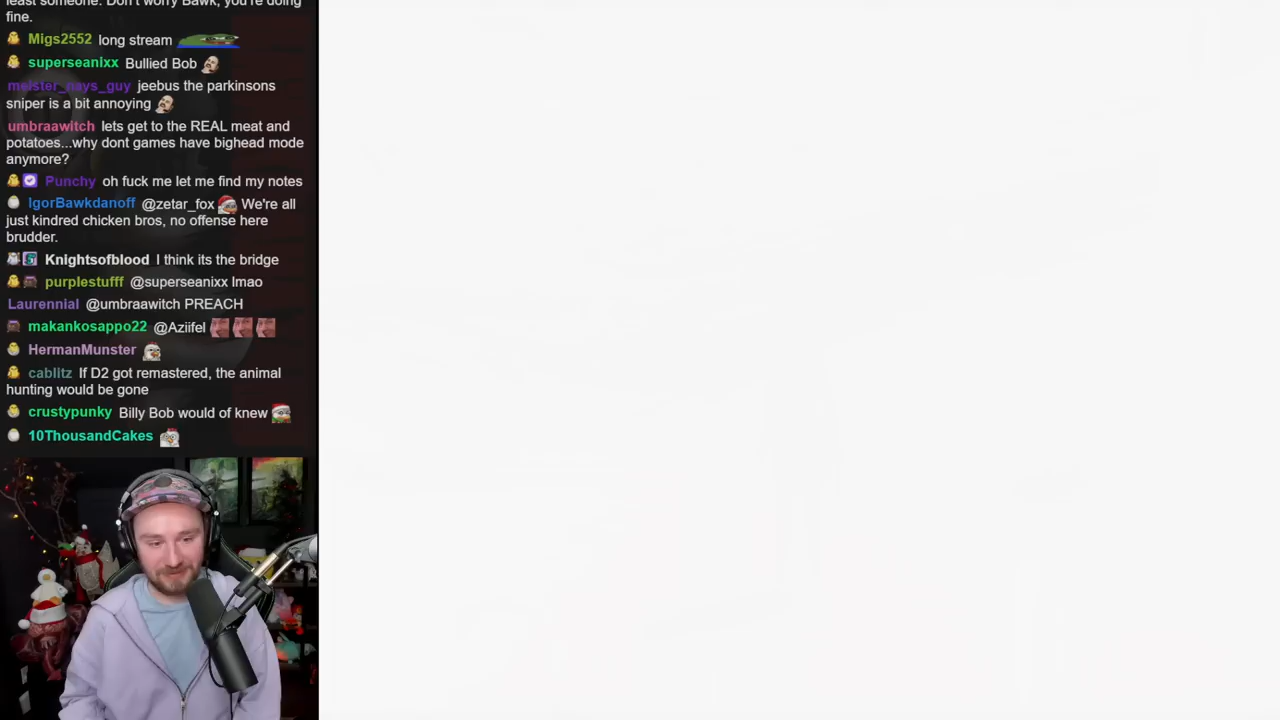 least someone. Don't worry Bawk, you're doing
fine.
Migs2552 long stream
superseanixx Bullied Bob
meister_nays_guy jeebus the parkinsons
sniper is a bit annoying
umbraawitch lets get to the REAL meat and
potatoes...why dont games have bighead mode
anymore?
Punchy oh fuck me let me find my notes
IgorBawkdanoff @zetar_fox We're all
just kindred chicken bros, no offense here
brudder.
Knightsofblood I think its the bridge
purplestufff @superseanixx lmao
Laurennial @umbraawitch PREACH
makankosappo22 @Aziifel
HermanMunster
cablitz If D2 got remastered, the animal
hunting would be gone
crustypunky Billy Bob would of knew
10ThousandCakes